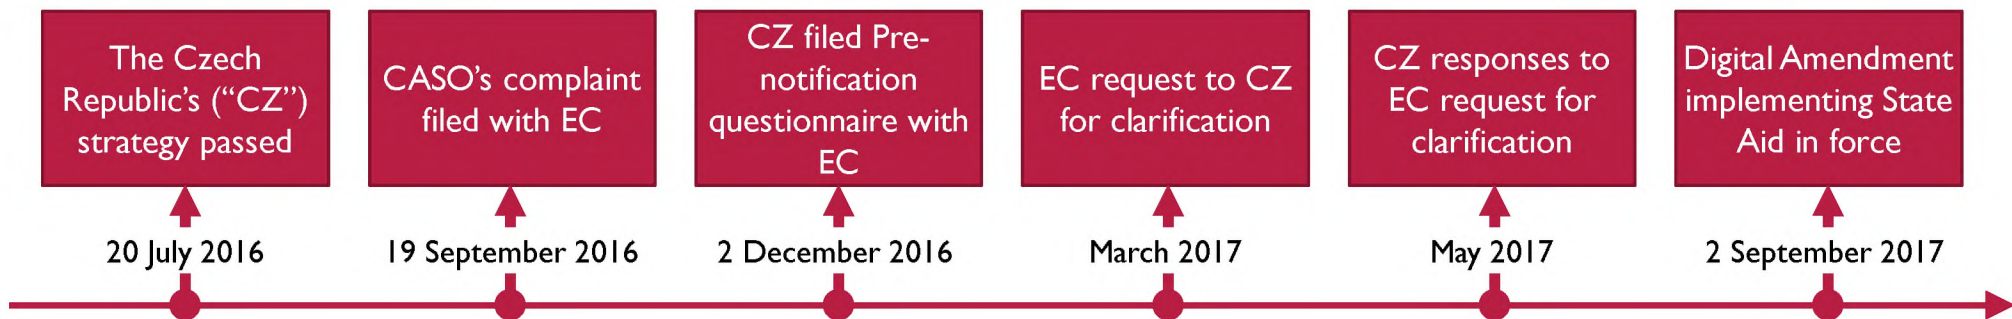 The Czech
Republic's (“CZ”)
strategy passed
CASO's complaint
filed with EC
CZ filed Pre-
notification
questionnaire with
EC
EC request to CZ
for clarification
CZ responses to
EC request for
clarification
Digital Amendment
implementing State
Aid in force
20 July 2016
19 September 2016
2 December 2016
March 2017
May 2017
2 September 2017